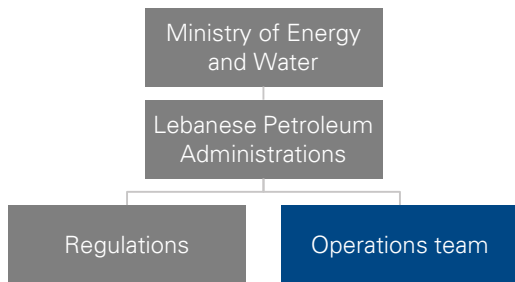 Ministry of Energy
and Water
Lebanese Petroleum
Administrations
Regulations
Operations team